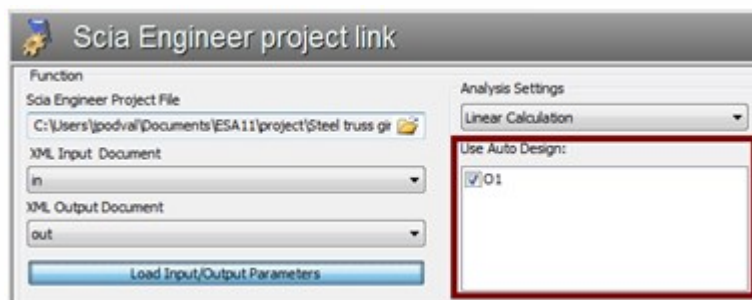 Scia Engineer project link
Function
Scia Engineer Project File
C:\Users\jpodval\Documents\ESA11\project\Steel truss gir
XML Input Document
in
XML Output Document
out
Load Input/Output Parameters
Analysis Settings
Linear Calculation
Use Auto Design:
O1